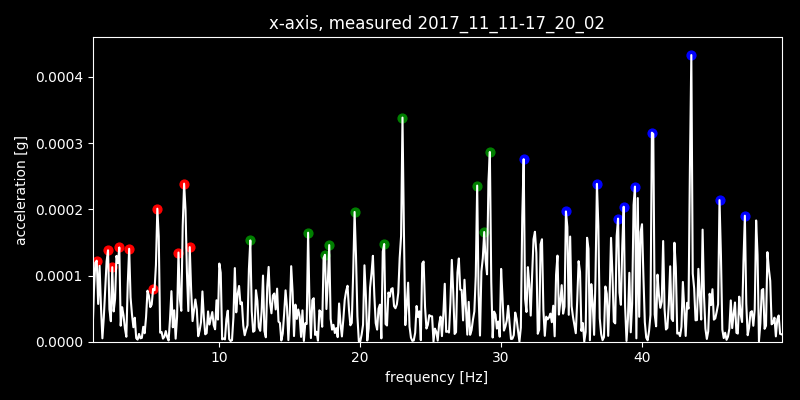 x-axis, measured 2017_11_11-17_20_02
acceleration [g]
0.0004
0.0003
0.0002
0.0001
0.0000
10 20 30 40
frequency [Hz]